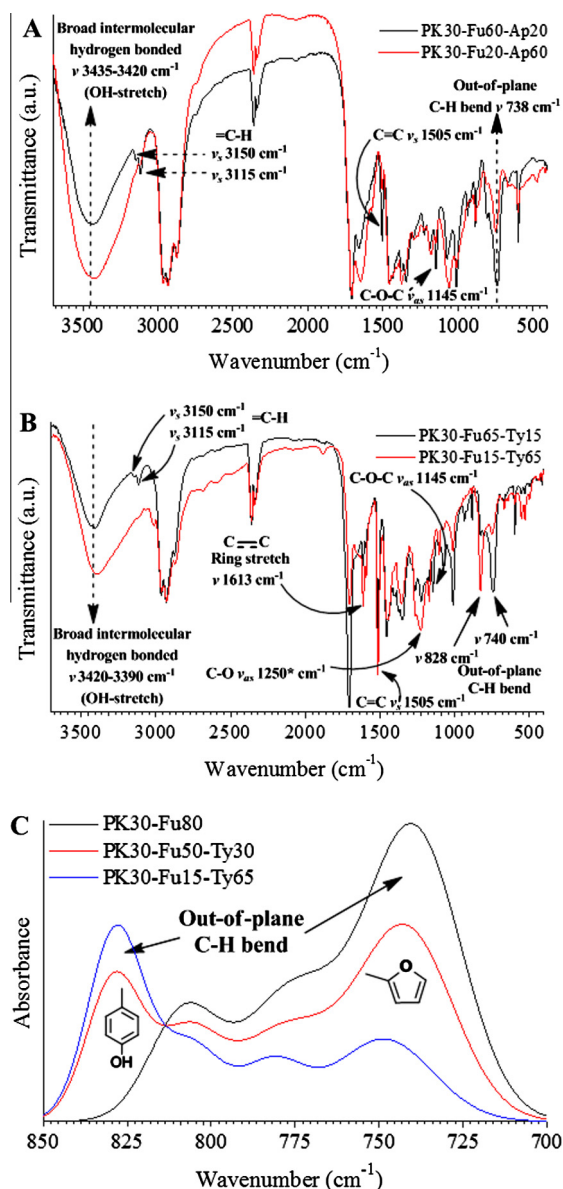 A
Broad intermolecular
hydrogen bonded
ν 3435-3420 cm⁻¹
(OH-stretch)
PK30-Fu60-Ap20
PK30-Fu20-Ap60
Out-of-plane
C-H bend ν 738 cm⁻¹
=C-H
νs 3150 cm⁻¹
νs 3115 cm⁻¹
C=C νs 1505 cm⁻¹
C-O-C νas 1145 cm⁻¹
Transmittance (a.u.)
3500 3000 2500 2000 1500 1000 500
Wavenumber (cm⁻¹)
B
νs 3150 cm⁻¹
νs 3115 cm⁻¹
=C-H
PK30-Fu65-Ty15
PK30-Fu15-Ty65
C-O-C νas 1145 cm⁻¹
C=C
Ring stretch
ν 1613 cm⁻¹
Broad intermolecular
hydrogen bonded
ν 3420-3390 cm⁻¹
(OH-stretch)
C-O νas 1250* cm⁻¹
ν 740 cm⁻¹
ν 828 cm⁻¹
Out-of-plane
C-H bend
C=C νs 1505 cm⁻¹
Transmittance (a.u.)
3500 3000 2500 2000 1500 1000 500
Wavenumber (cm⁻¹)
C
PK30-Fu80
PK30-Fu50-Ty30
PK30-Fu15-Ty65
Out-of-plane
C-H bend
O
OH
Absorbance
850 825 800 775 750 725 700
Wavenumber (cm⁻¹)